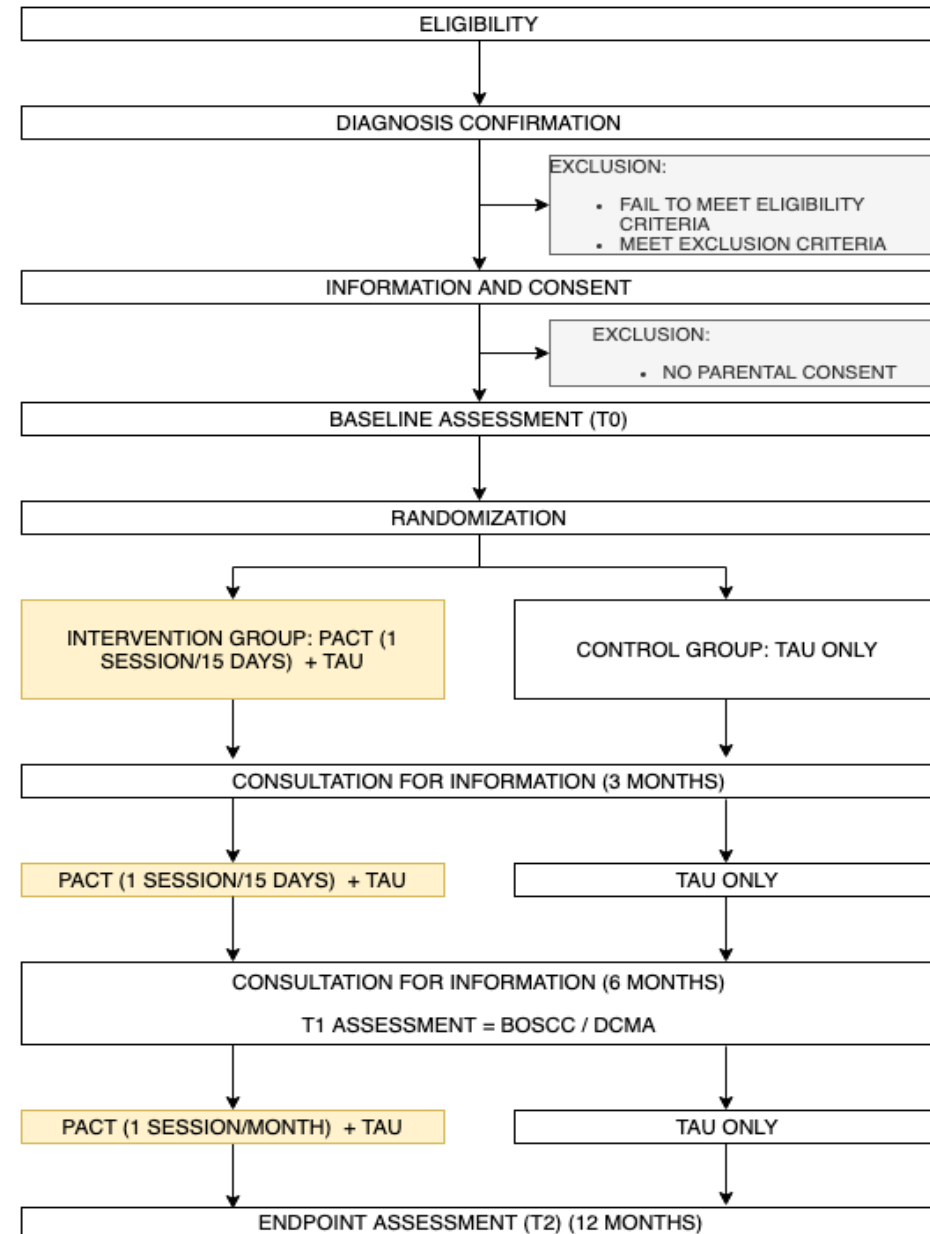 ELIGIBILITY
DIAGNOSIS CONFIRMATION
EXCLUSION:
• FAIL TO MEET ELIGIBILITY
CRITERIA
• MEET EXCLUSION CRITERIA
INFORMATION AND CONSENT
EXCLUSION:
• NO PARENTAL CONSENT
BASELINE ASSESSMENT (T0)
RANDOMIZATION
INTERVENTION GROUP: PACT (1
SESSION/15 DAYS) + TAU
CONTROL GROUP: TAU ONLY
CONSULTATION FOR INFORMATION (3 MONTHS)
PACT (1 SESSION/15 DAYS) + TAU
TAU ONLY
CONSULTATION FOR INFORMATION (6 MONTHS)
T1 ASSESSMENT = BOSCC / DCMA
PACT (1 SESSION/MONTH) + TAU
TAU ONLY
ENDPOINT ASSESSMENT (T2) (12 MONTHS)